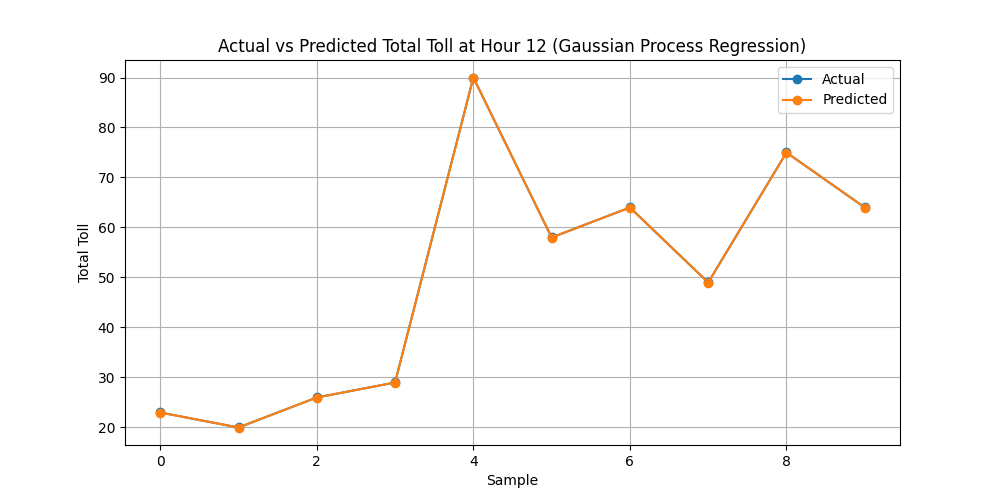 Actual vs Predicted Total Toll at Hour 12 (Gaussian Process Regression)
Actual
Predicted
90
80
70
60
50
40
30
20
Total Toll
0 2 4 6 8
Sample